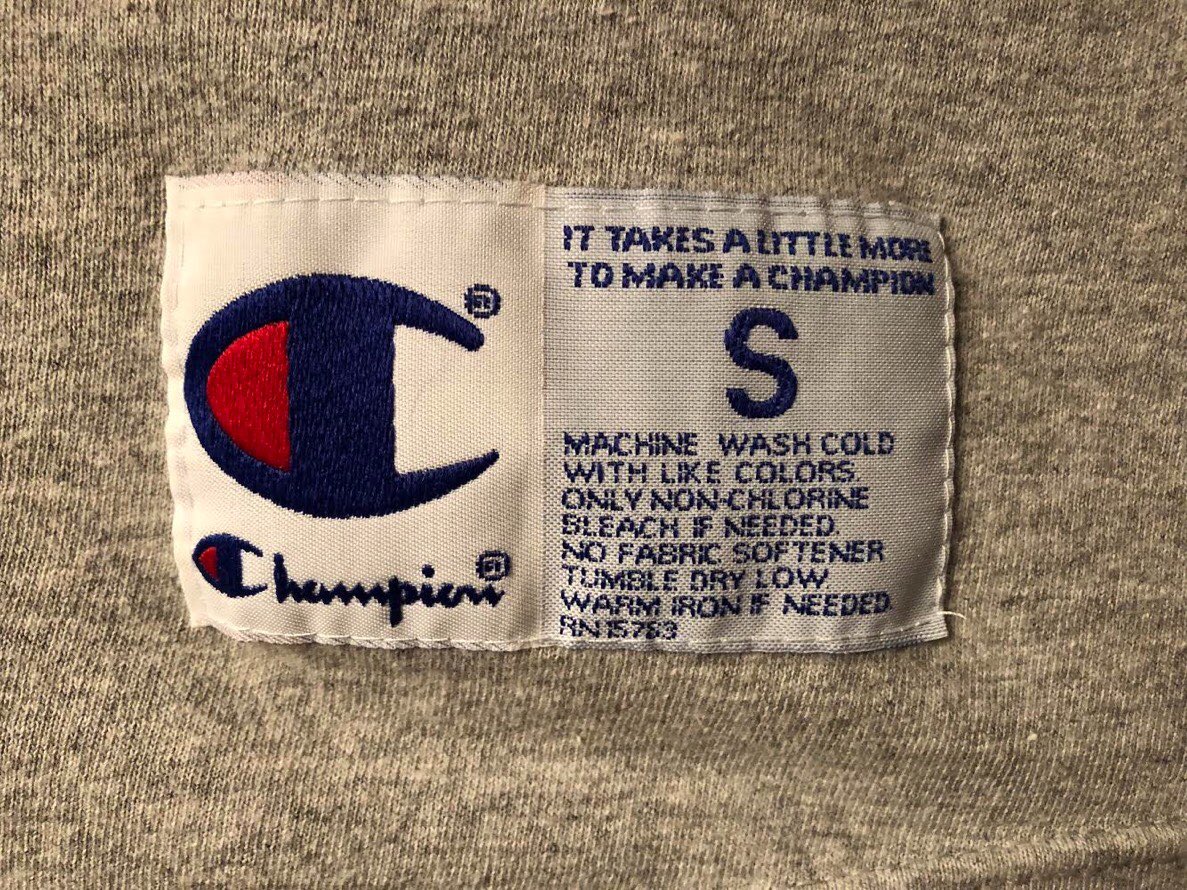 C®
Champion®
IT TAKES A LITTLE MORE
TO MAKE A CHAMPION
S
MACHINE WASH COLD
WITH LIKE COLORS
ONLY NON-CHLORINE
BLEACH IF NEEDED
NO FABRIC SOFTENER
TUMBLE DRY LOW
WARM IRON IF NEEDED
RN 15763